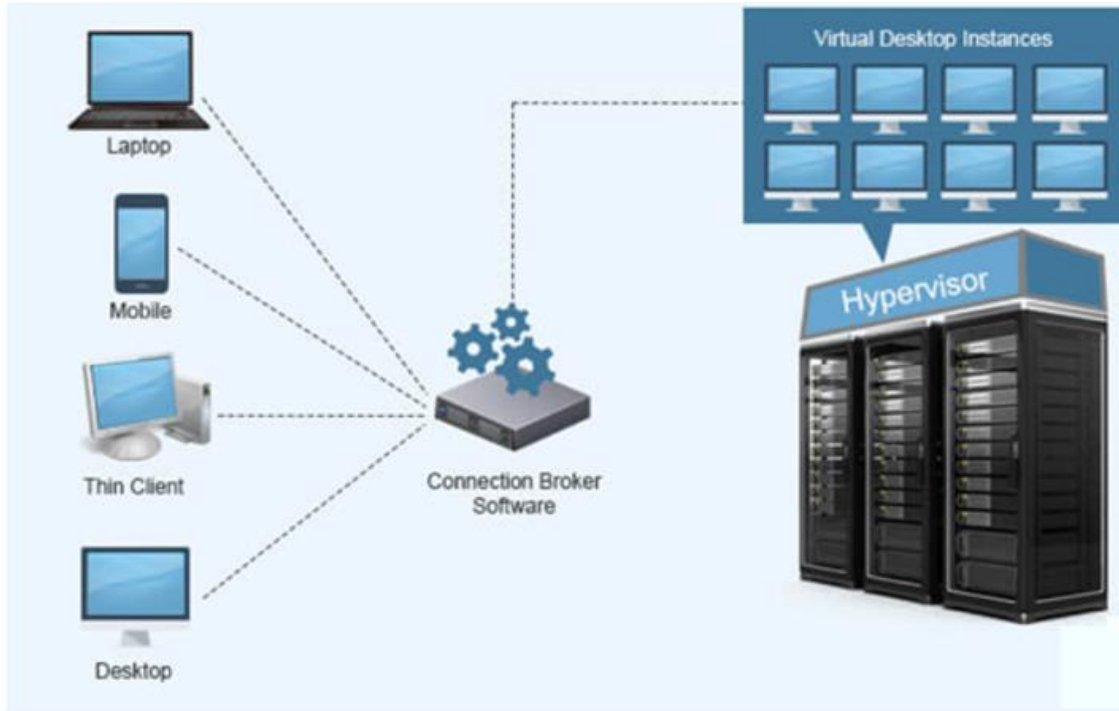 Laptop
Mobile
Thin Client
Desktop
Connection Broker
Software
Virtual Desktop Instances
Hypervisor